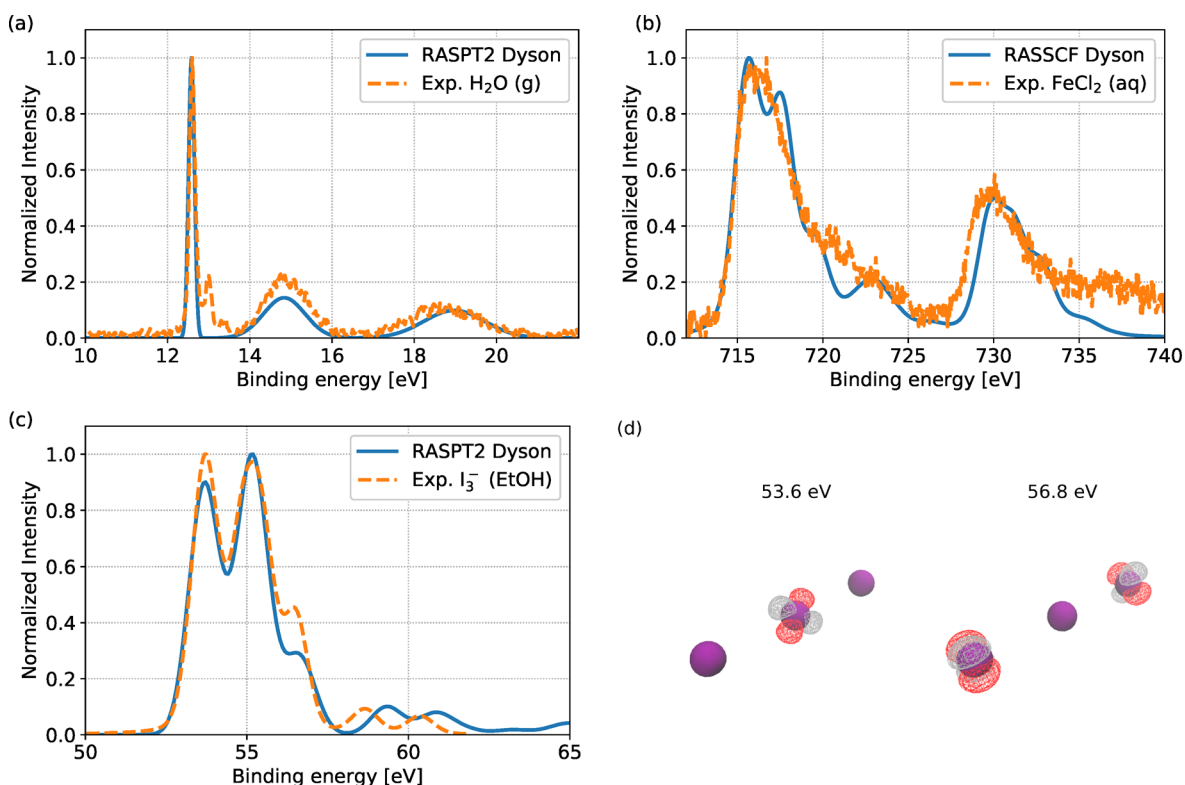 (a)
1.0
0.8
0.6
0.4
0.2
0.0
Normalized Intensity
RASPT2 Dyson
Exp. H₂O (g)
10 12 14 16 18 20
Binding energy [eV]
(b)
1.0
0.8
0.6
0.4
0.2
0.0
Normalized Intensity
RASSCF Dyson
Exp. FeCl₂ (aq)
715 720 725 730 735 740
Binding energy [eV]
(c)
1.0
0.8
0.6
0.4
0.2
0.0
Normalized Intensity
RASPT2 Dyson
Exp. I₃⁻ (EtOH)
50 55 60 65
Binding energy [eV]
(d)
53.6 eV 56.8 eV